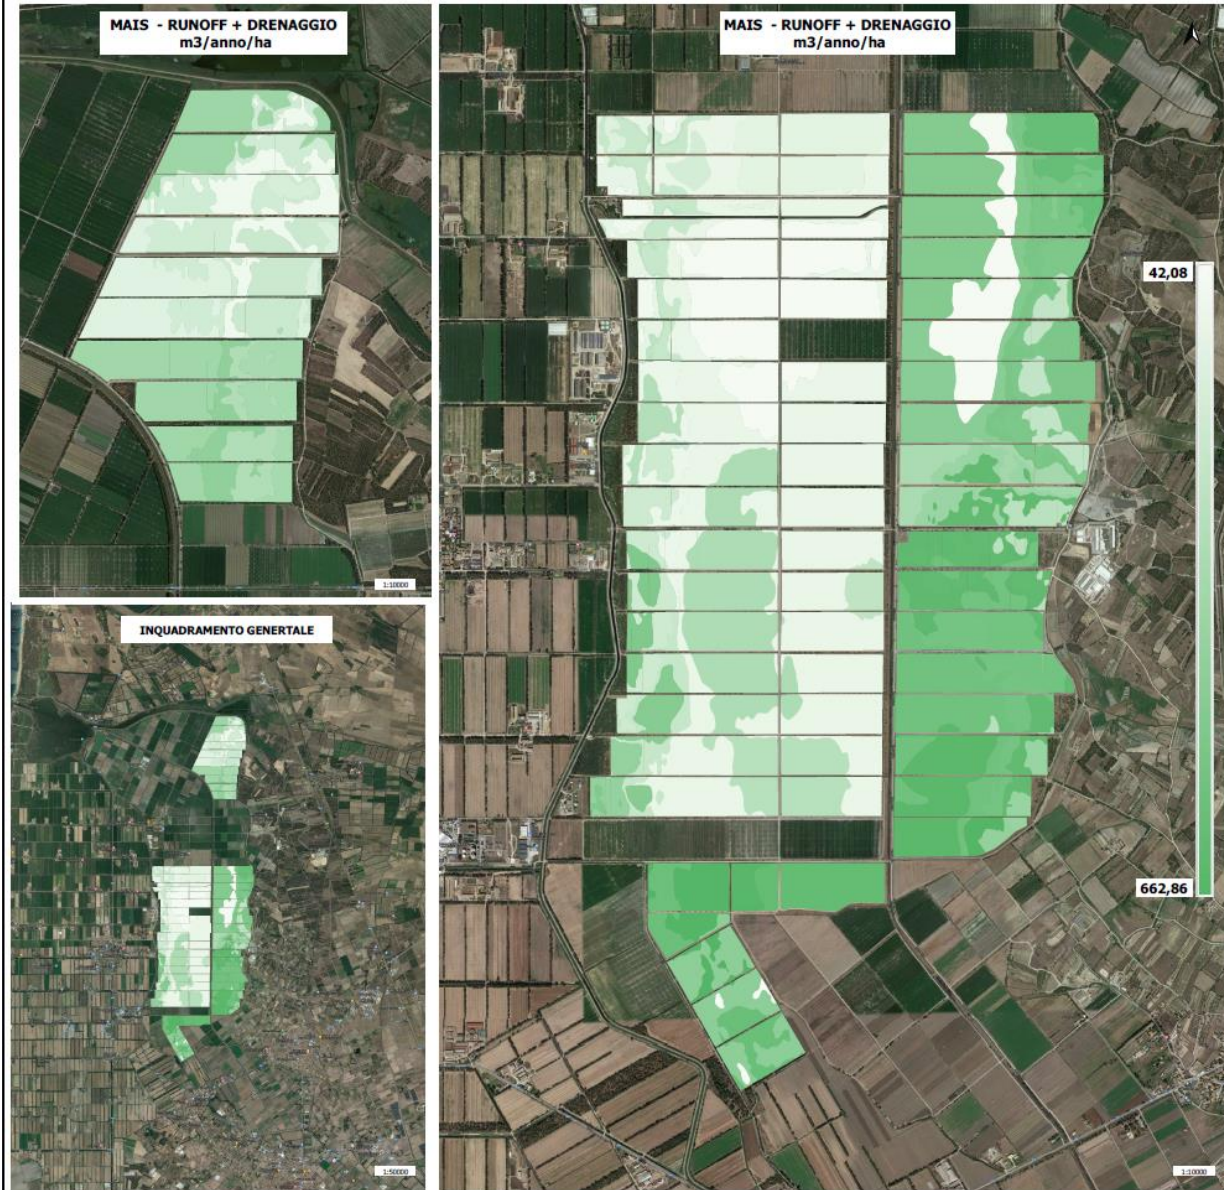 MAIS - RUNOFF + DRENAGGIO
m3/anno/ha
1:10000
INQUADRAMENTO GENERTALE
1:50000
MAIS - RUNOFF + DRENAGGIO
m3/anno/ha
42,08
662,86
1:10000